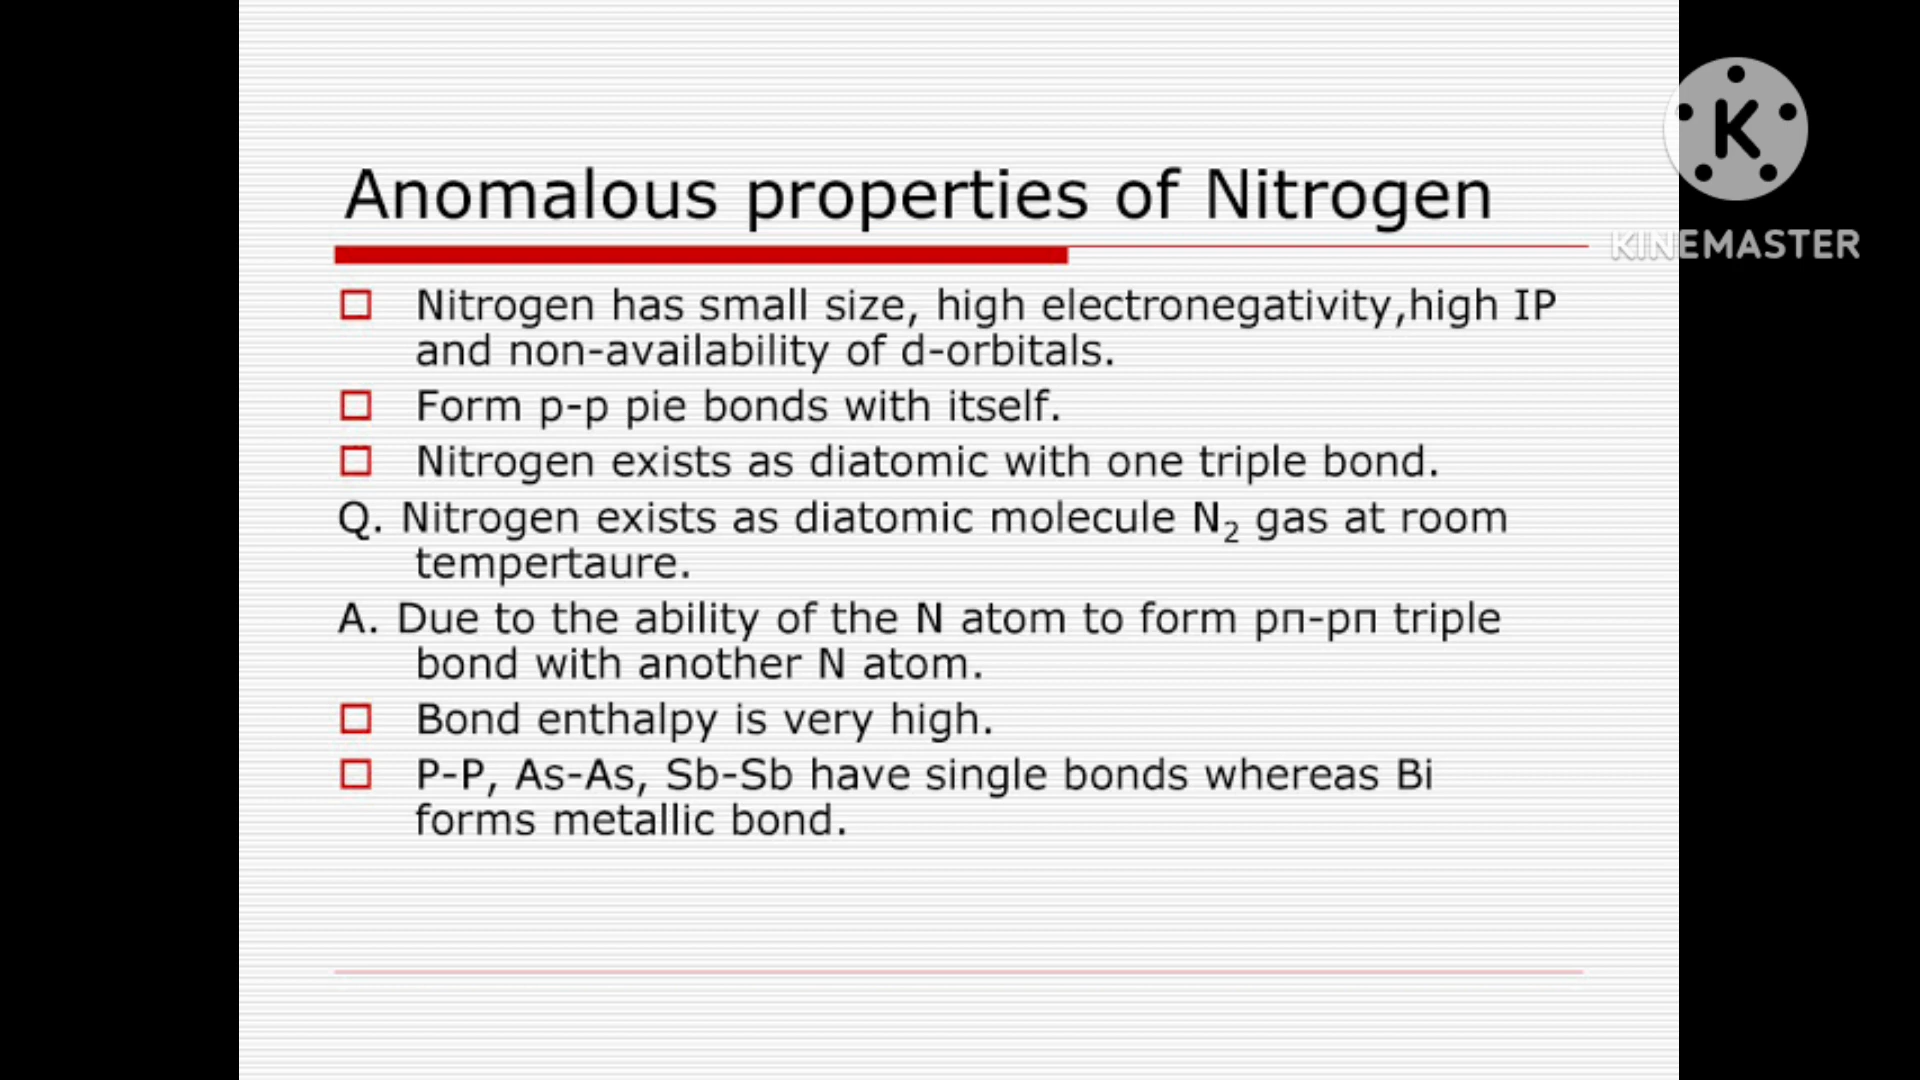 Anomalous properties of Nitrogen
K
KINEMASTER
Nitrogen has small size, high electronegativity,high IP
and non-availability of d-orbitals.
Form p-p pie bonds with itself.
Nitrogen exists as diatomic with one triple bond.
Q. Nitrogen exists as diatomic molecule N₂ gas at room
tempertaure.
A. Due to the ability of the N atom to form pп-pп triple
bond with another N atom.
Bond enthalpy is very high.
P-P, As-As, Sb-Sb have single bonds whereas Bi
forms metallic bond.